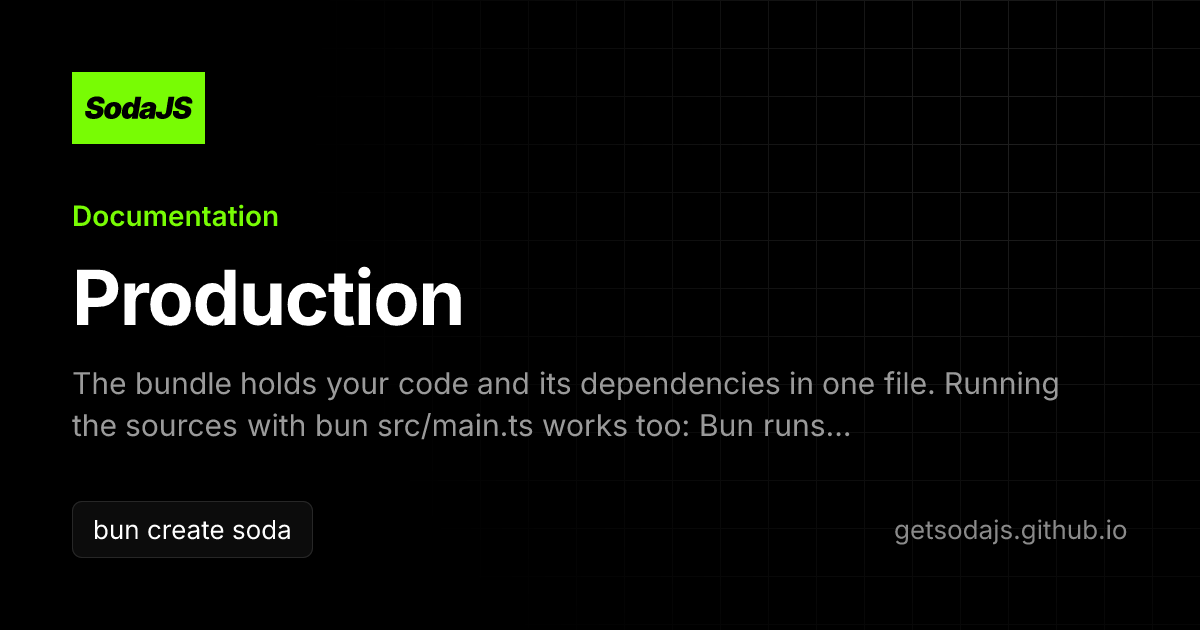 SodaJS
Documentation
Production
The bundle holds your code and its dependencies in one file. Running
the sources with bun src/main.ts works too: Bun runs...
bun create soda
getsodajs.github.io